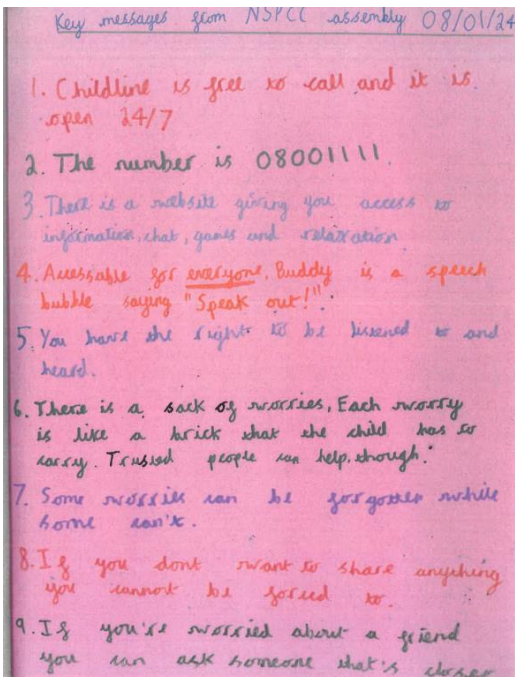 Key messages from NSPCC assembly 08/01/24
1. Childline is free to call and it is
open 24/7
2. The number is 08001111.
3. There is a website giving you access to
information, chat, games and relaxation
4. Acessable for everyone. Buddy is a speech
bubble saying "Speak out!".
5. You have the right to be listened to and
heard.
6. There is a sack of worries, Each worry
is like a brick that the child has to
carry. Trusted people can help though.
7. Some worries can be forgotten while
some can't.
8. If you dont want to share anything
you cannot be forced to.
9. If you're worried about a friend
you can ask someone that's closer